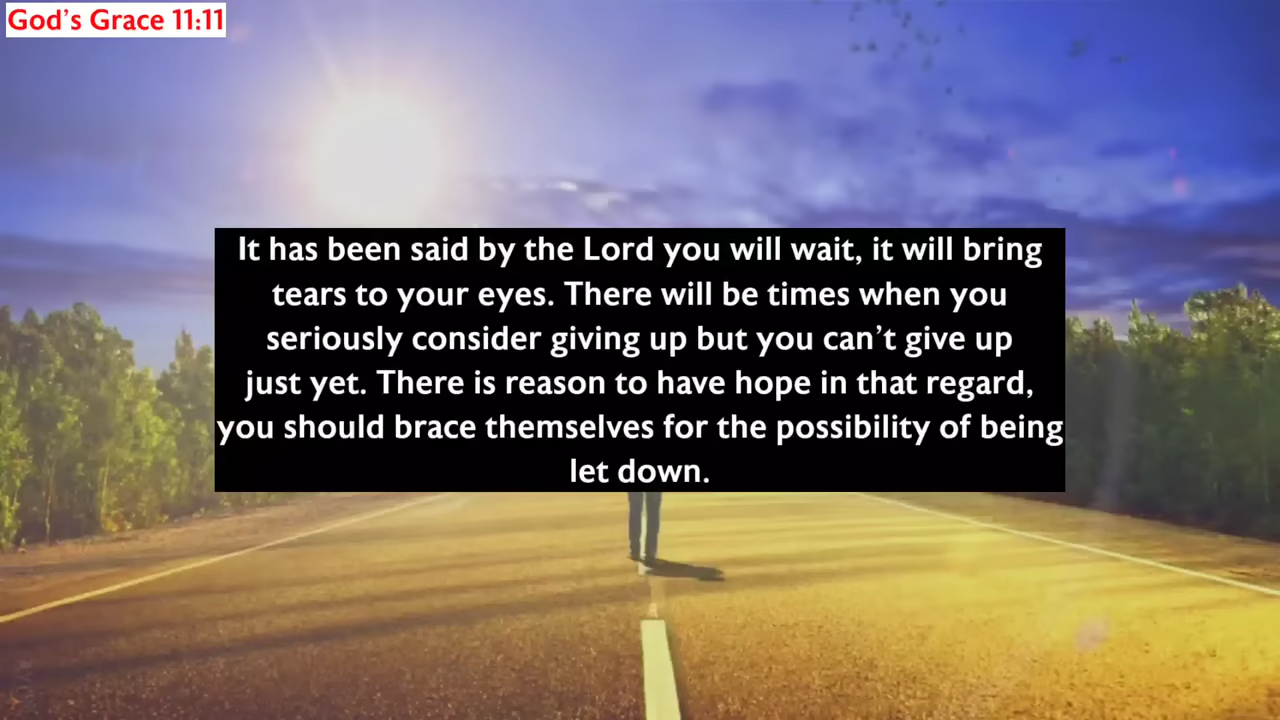 God's Grace 11:11
It has been said by the Lord you will wait, it will bring
tears to your eyes. There will be times when you
seriously consider giving up but you can't give up
just yet. There is reason to have hope in that regard,
you should brace themselves for the possibility of being
let down.